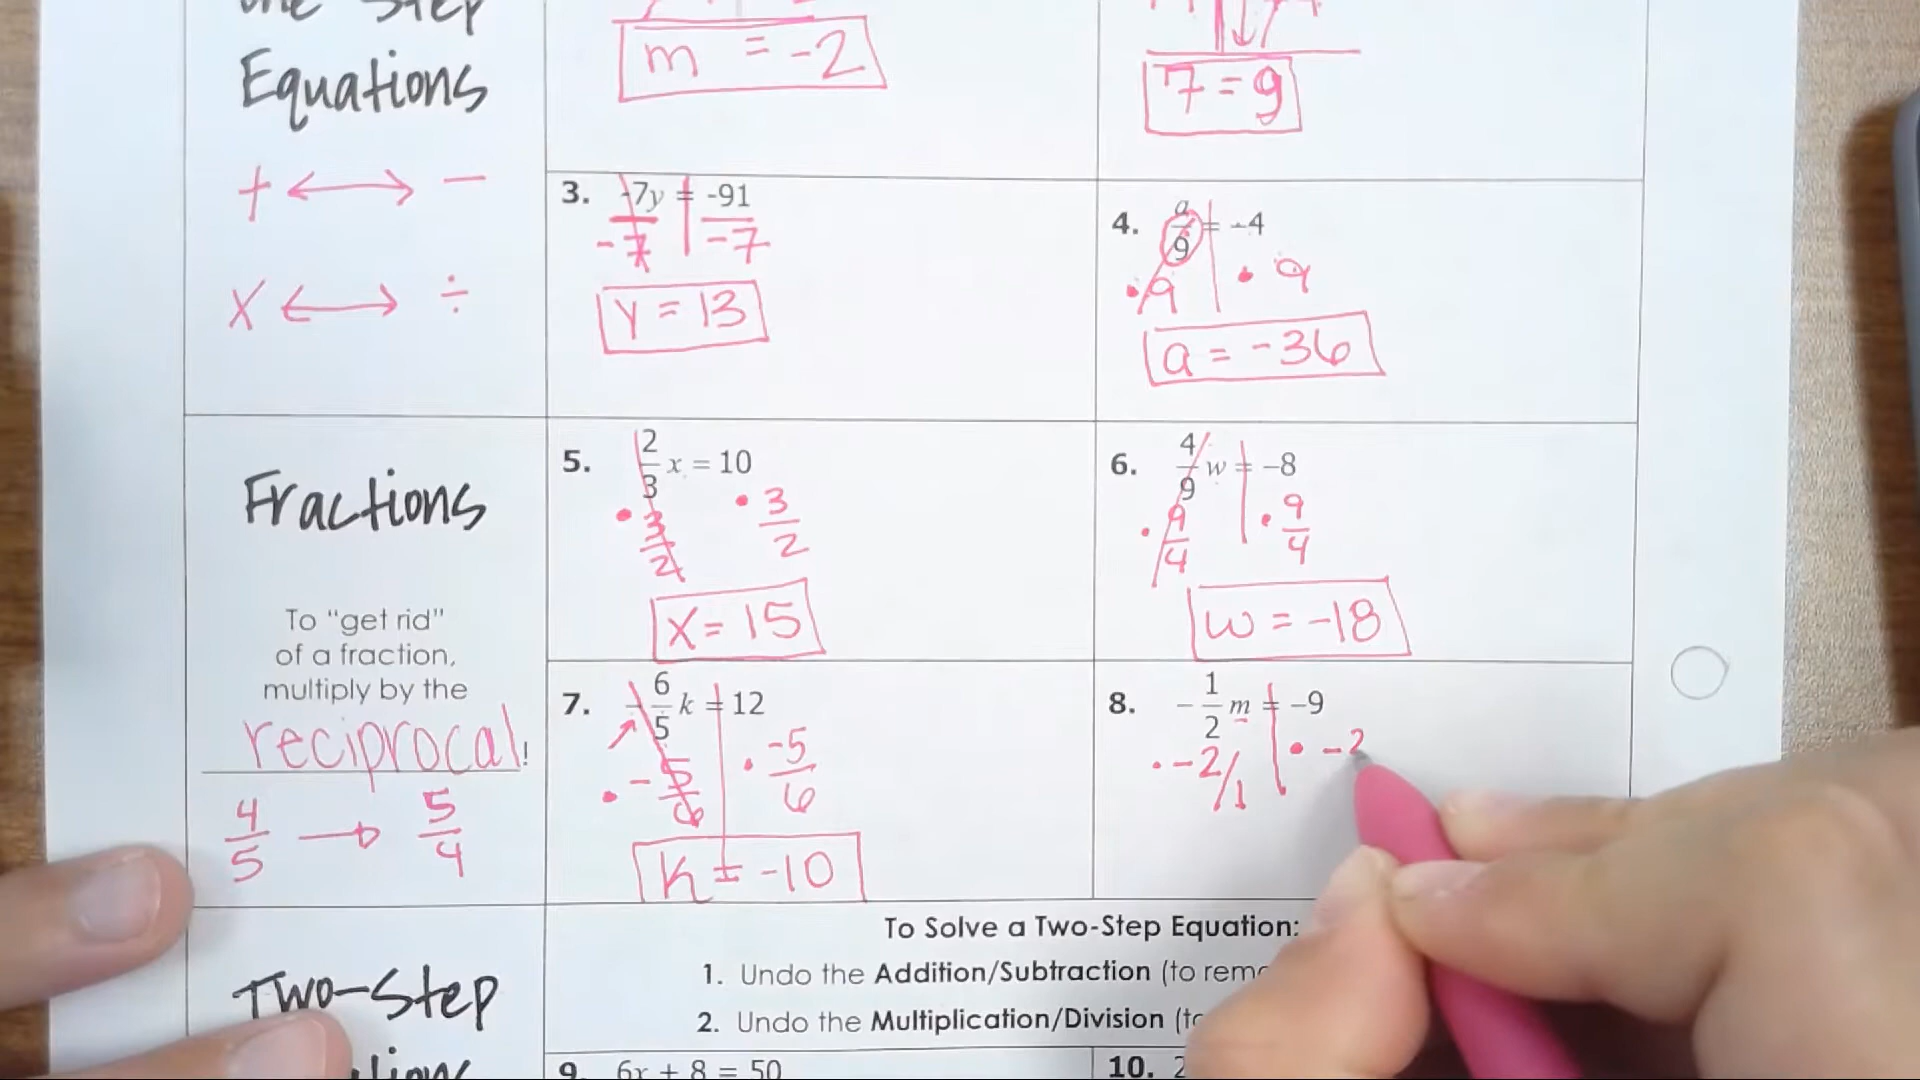 One Step
Equations
+ ↔ −
x ↔ ÷
m = -2
7 = g
3. -7y = -91
-7 -7
y = 13
4. a/9 = -4
• 9 • 9
a = -36
Fractions
To "get rid"
of a fraction,
multiply by the
reciprocal!
4/5 → 5/4
5. 2/3 x = 10
• 3/2 • 3/2
x = 15
6. 4/9 w = -8
• 9/4 • 9/4
w = -18
7. -6/5 k = 12
• -5/6 • -5/6
k = -10
8. -1/2 m = -9
• -2/1 • -2
Two-Step
To Solve a Two-Step Equation:
1. Undo the Addition/Subtraction (to
2. Undo the Multiplication/Division
9. 6x + 8 = 50
10. 2